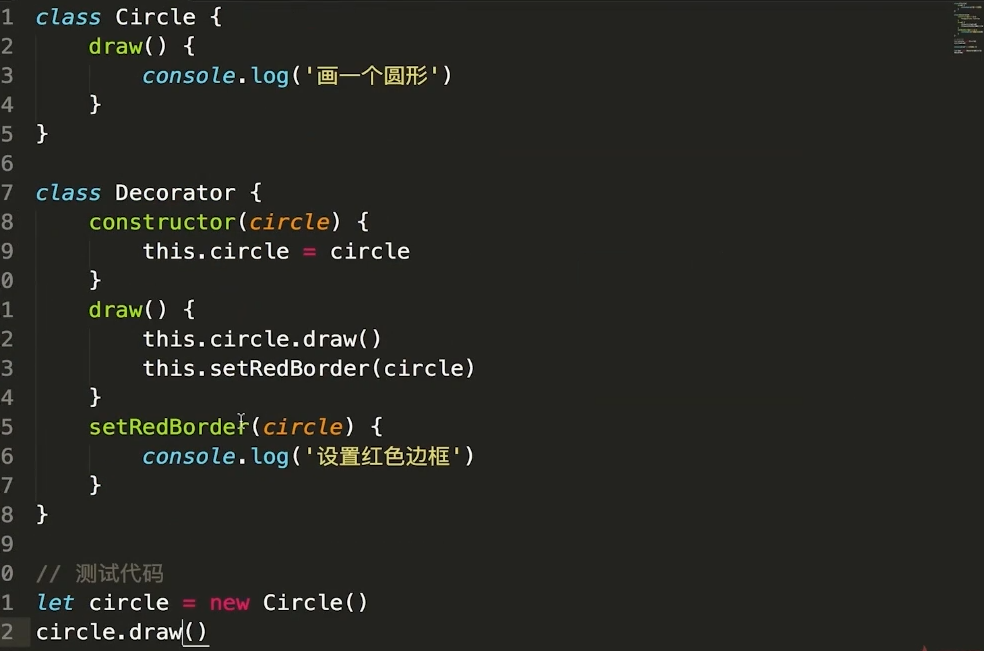 1 class Circle {
2 draw() {
3 console.log('画一个圆形')
4 }
5 }
6
7 class Decorator {
8 constructor(circle) {
9 this.circle = circle
0 }
1 draw() {
2 this.circle.draw()
3 this.setRedBorder(circle)
4 }
5 setRedBorder(circle) {
6 console.log('设置红色边框')
7 }
8 }
9
0 // 测试代码
1 let circle = new Circle()
2 circle.draw()